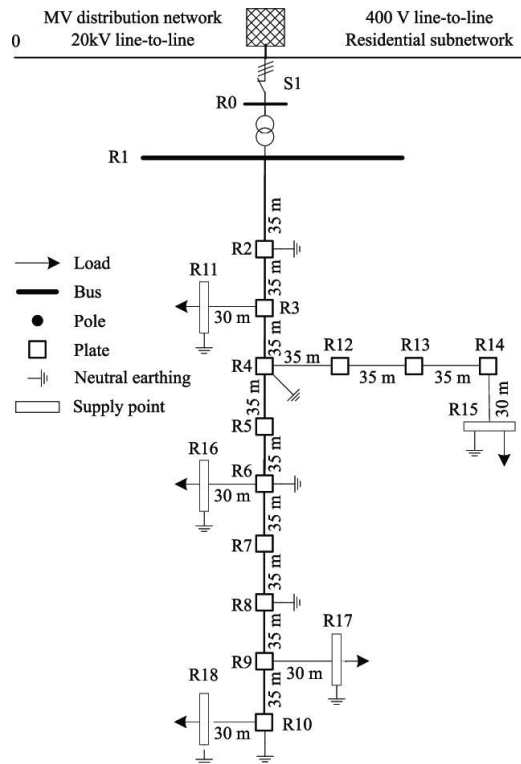 MV distribution network
20kV line-to-line
400 V line-to-line
Residential subnetwork
0
S1
R0
R1
35 m
R2
35 m
R11
30 m
R3
35 m
R4
35 m
R12
35 m
R13
35 m
R14
30 m
R15
35 m
R5
35 m
R16
30 m
R6
35 m
R7
35 m
R8
35 m
R9
30 m
R17
35 m
R18
30 m
R10
Load
Bus
Pole
Plate
Neutral earthing
Supply point